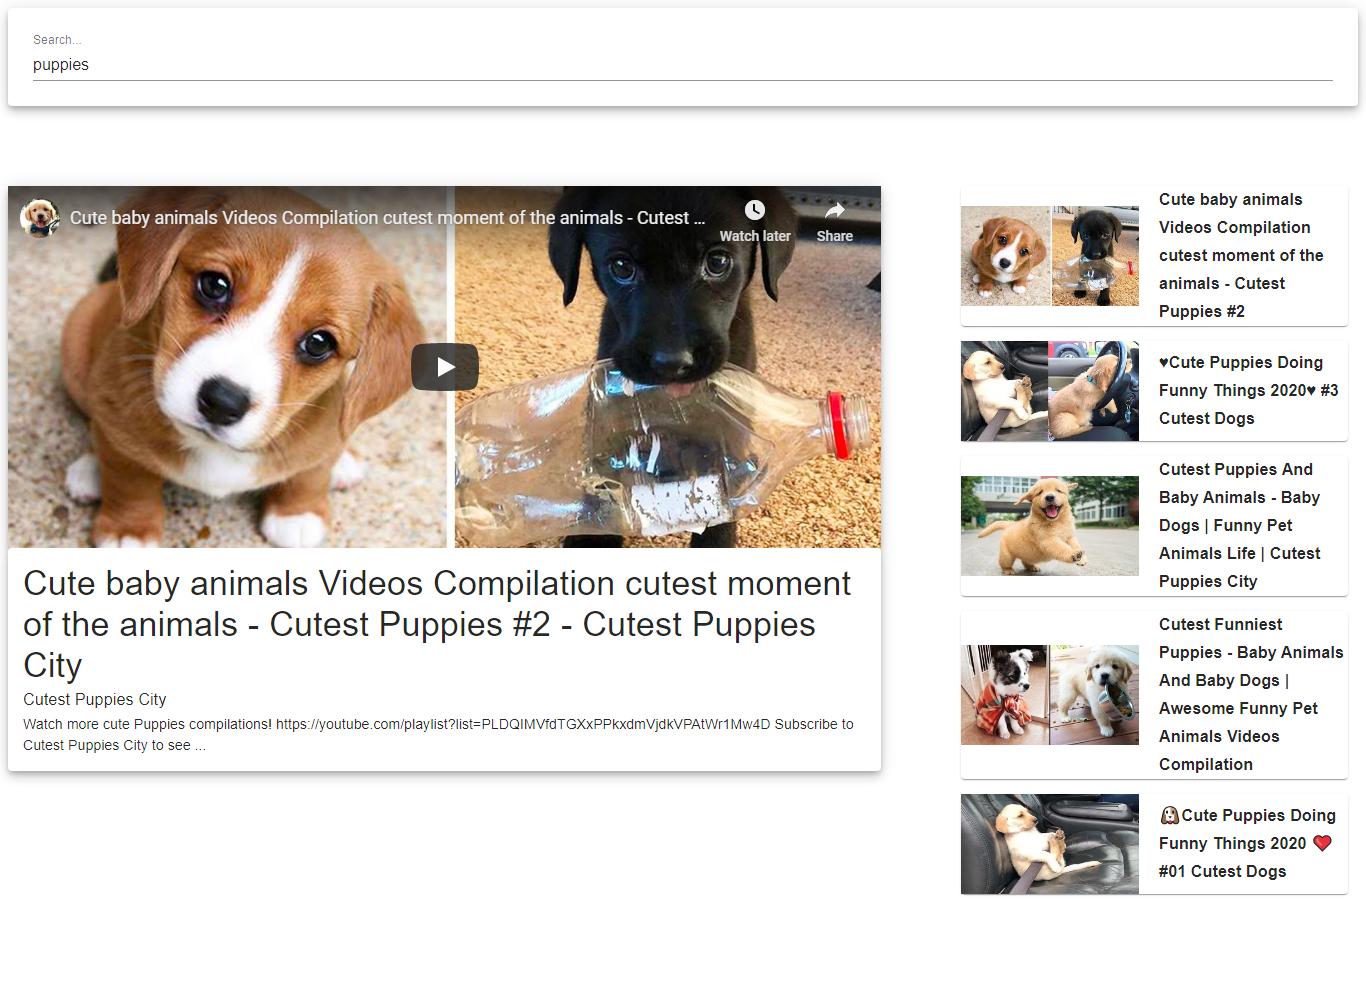 Search...
puppies
Cute baby animals Videos Compilation cutest moment of the animals - Cutest ...
Watch later
Share
Cute baby animals Videos Compilation cutest moment
of the animals - Cutest Puppies #2 - Cutest Puppies
City
Cutest Puppies City
Watch more cute Puppies compilations! https://youtube.com/playlist?list=PLDQIMVfdTGXxPPkxdmVjdkVPAtWr1Mw4D Subscribe to
Cutest Puppies City to see ...
Cute baby animals
Videos Compilation
cutest moment of the
animals - Cutest
Puppies #2
♥Cute Puppies Doing
Funny Things 2020♥ #3
Cutest Dogs
Cutest Puppies And
Baby Animals - Baby
Dogs | Funny Pet
Animals Life | Cutest
Puppies City
Cutest Funniest
Puppies - Baby Animals
And Baby Dogs |
Awesome Funny Pet
Animals Videos
Compilation
🐶Cute Puppies Doing
Funny Things 2020 ❤️
#01 Cutest Dogs